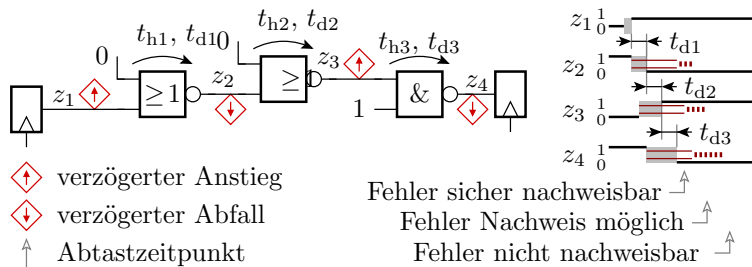 t_h1, t_d1
0
t_h2, t_d2
0
t_h3, t_d3
z_1
≥1
z_2
≥
z_3
1
&
z_4
z_1 1 0
t_d1
z_2 1 0
t_d2
z_3 1 0
t_d3
z_4 1 0
verzögerter Anstieg
verzögerter Abfall
Abtastzeitpunkt
Fehler sicher nachweisbar
Fehler Nachweis möglich
Fehler nicht nachweisbar